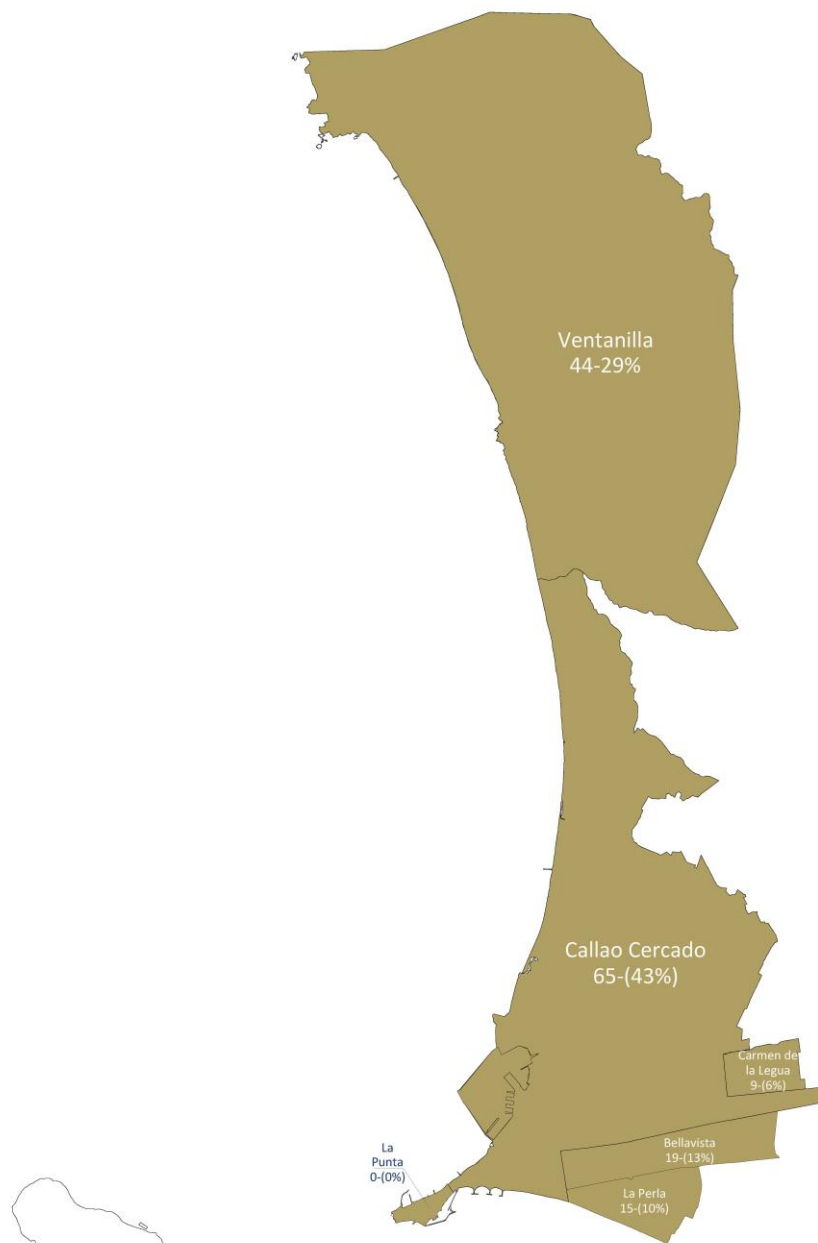 Ventanilla
44-29%
Callao Cercado
65-(43%)
Carmen de
la Legua
9-(6%)
Bellavista
19-(13%)
La
Punta
0-(0%)
La Perla
15-(10%)